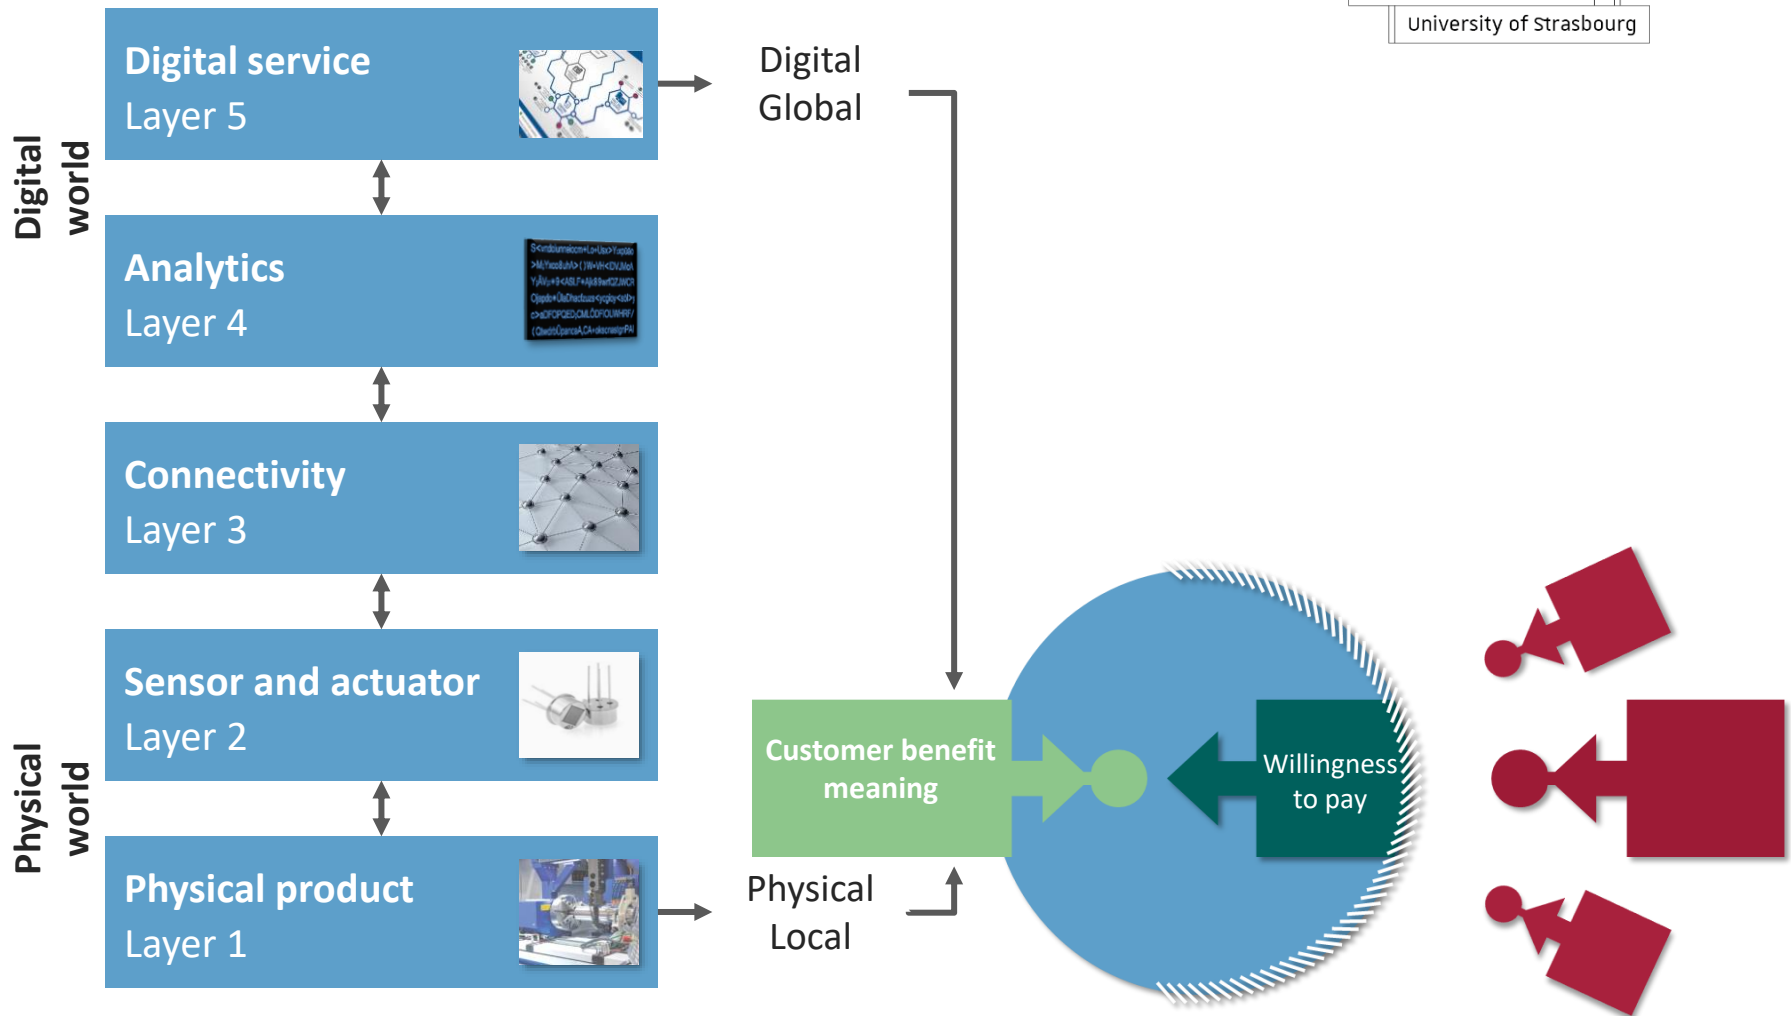 University of Strasbourg
Digital world
Digital service
Layer 5
Digital
Global
Analytics
Layer 4
Connectivity
Layer 3
Physical world
Sensor and actuator
Layer 2
Customer benefit
meaning
Willingness
to pay
Physical product
Layer 1
Physical
Local